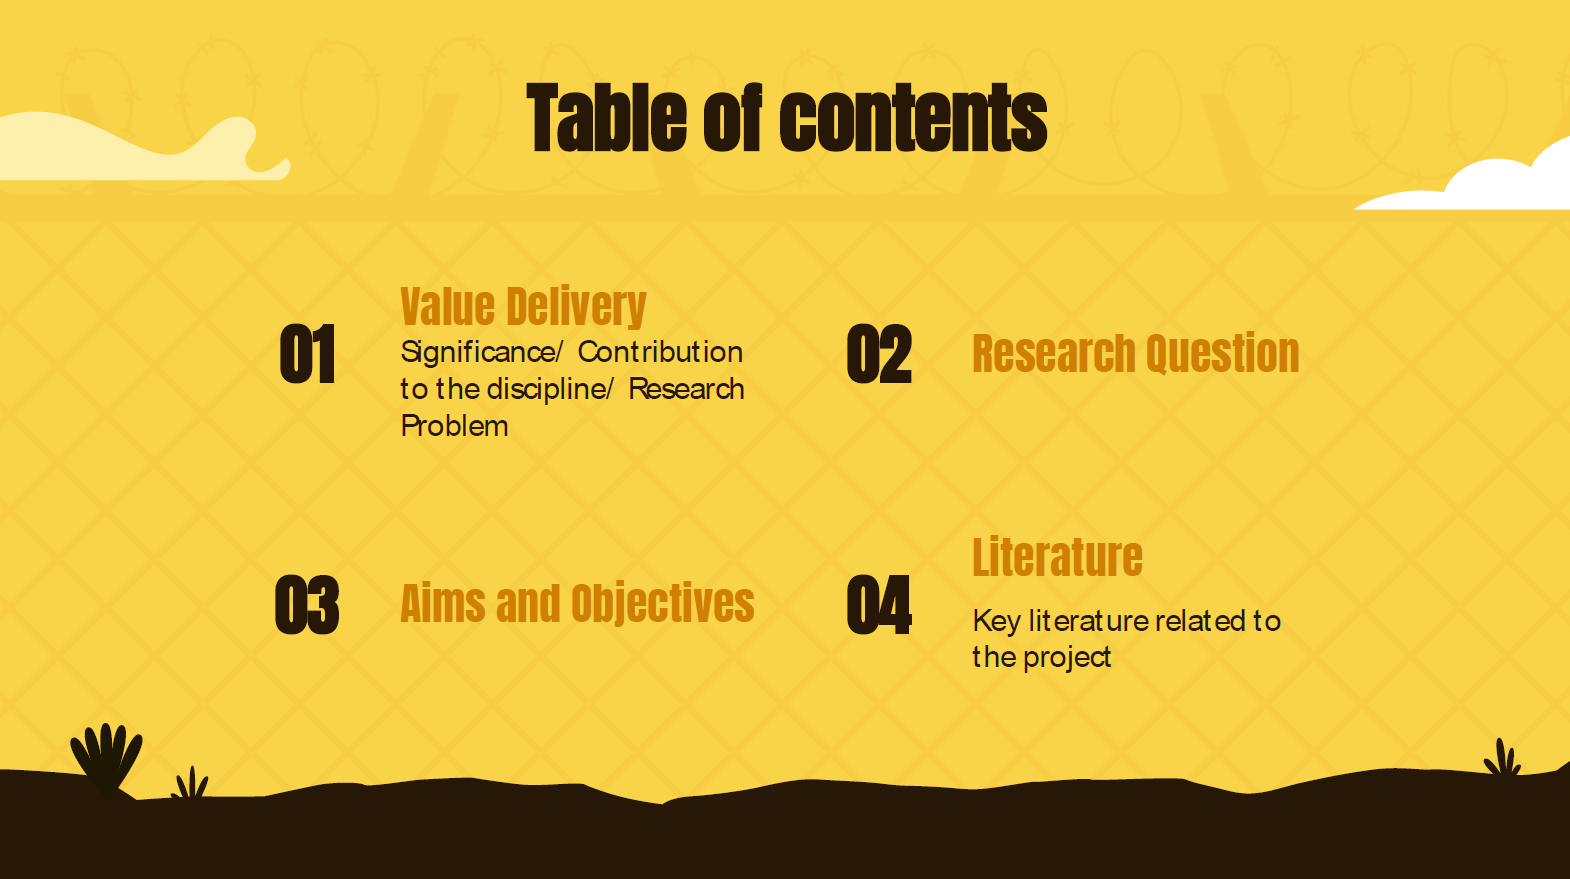 Table of contents
01
Value Delivery
Significance/ Contribution
to the discipline/ Research
Problem
02
Research Question
03
Aims and Objectives
04
Literature
Key literature related to
the project